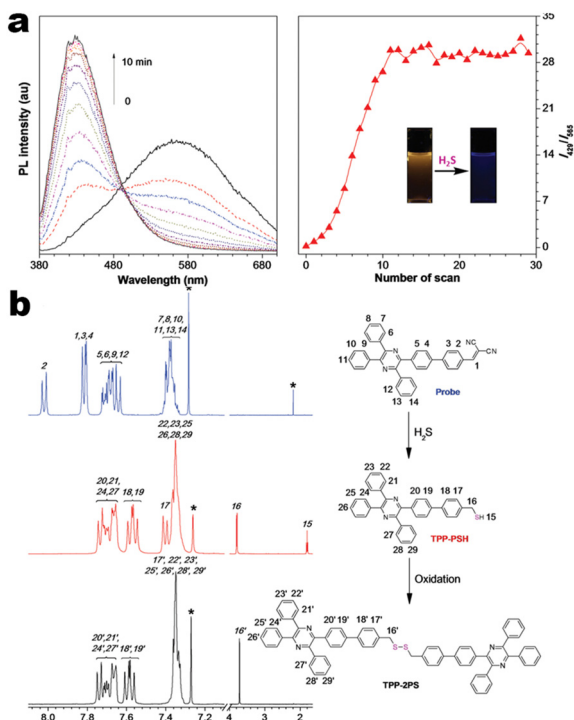 a
10 min
0
PL intensity (au)
380 480 580 700
Wavelength (nm)
H₂S
35
28
21
14
7
0
I₄₂₉/I₅₆₅
0 10 20 30
Number of scan
b
2
1,3,4
5,6,9,12
7,8,10,
11,13,14
*
*
8 7
6
10 9
11
N
N
5 4
3 2
CN
CN
1
12
13 14
Probe
H₂S
20,21,
24,27
18,19
22,23,25
26,28,29
17
*
16
15
23 22
21
25 24
26
N
N
20 19
18 17
16
SH 15
27
28 29
TPP-PSH
Oxidation
20',21',
24',27'
18',19'
17', 22', 23',
25', 26', 28', 29'
*
16'
23' 22'
21'
25' 24'
26'
N
N
20' 19'
18' 17'
16'
S-S
27'
28' 29'
N
N
TPP-2PS
8.0 7.8 7.6 7.4 7.2 4 3 2